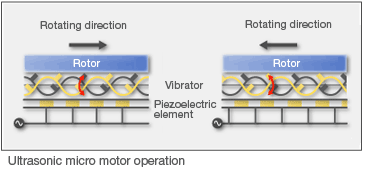 Rotating direction
Rotating direction
Rotor
Rotor
Vibrator
Piezoelectric
element
Ultrasonic micro motor operation